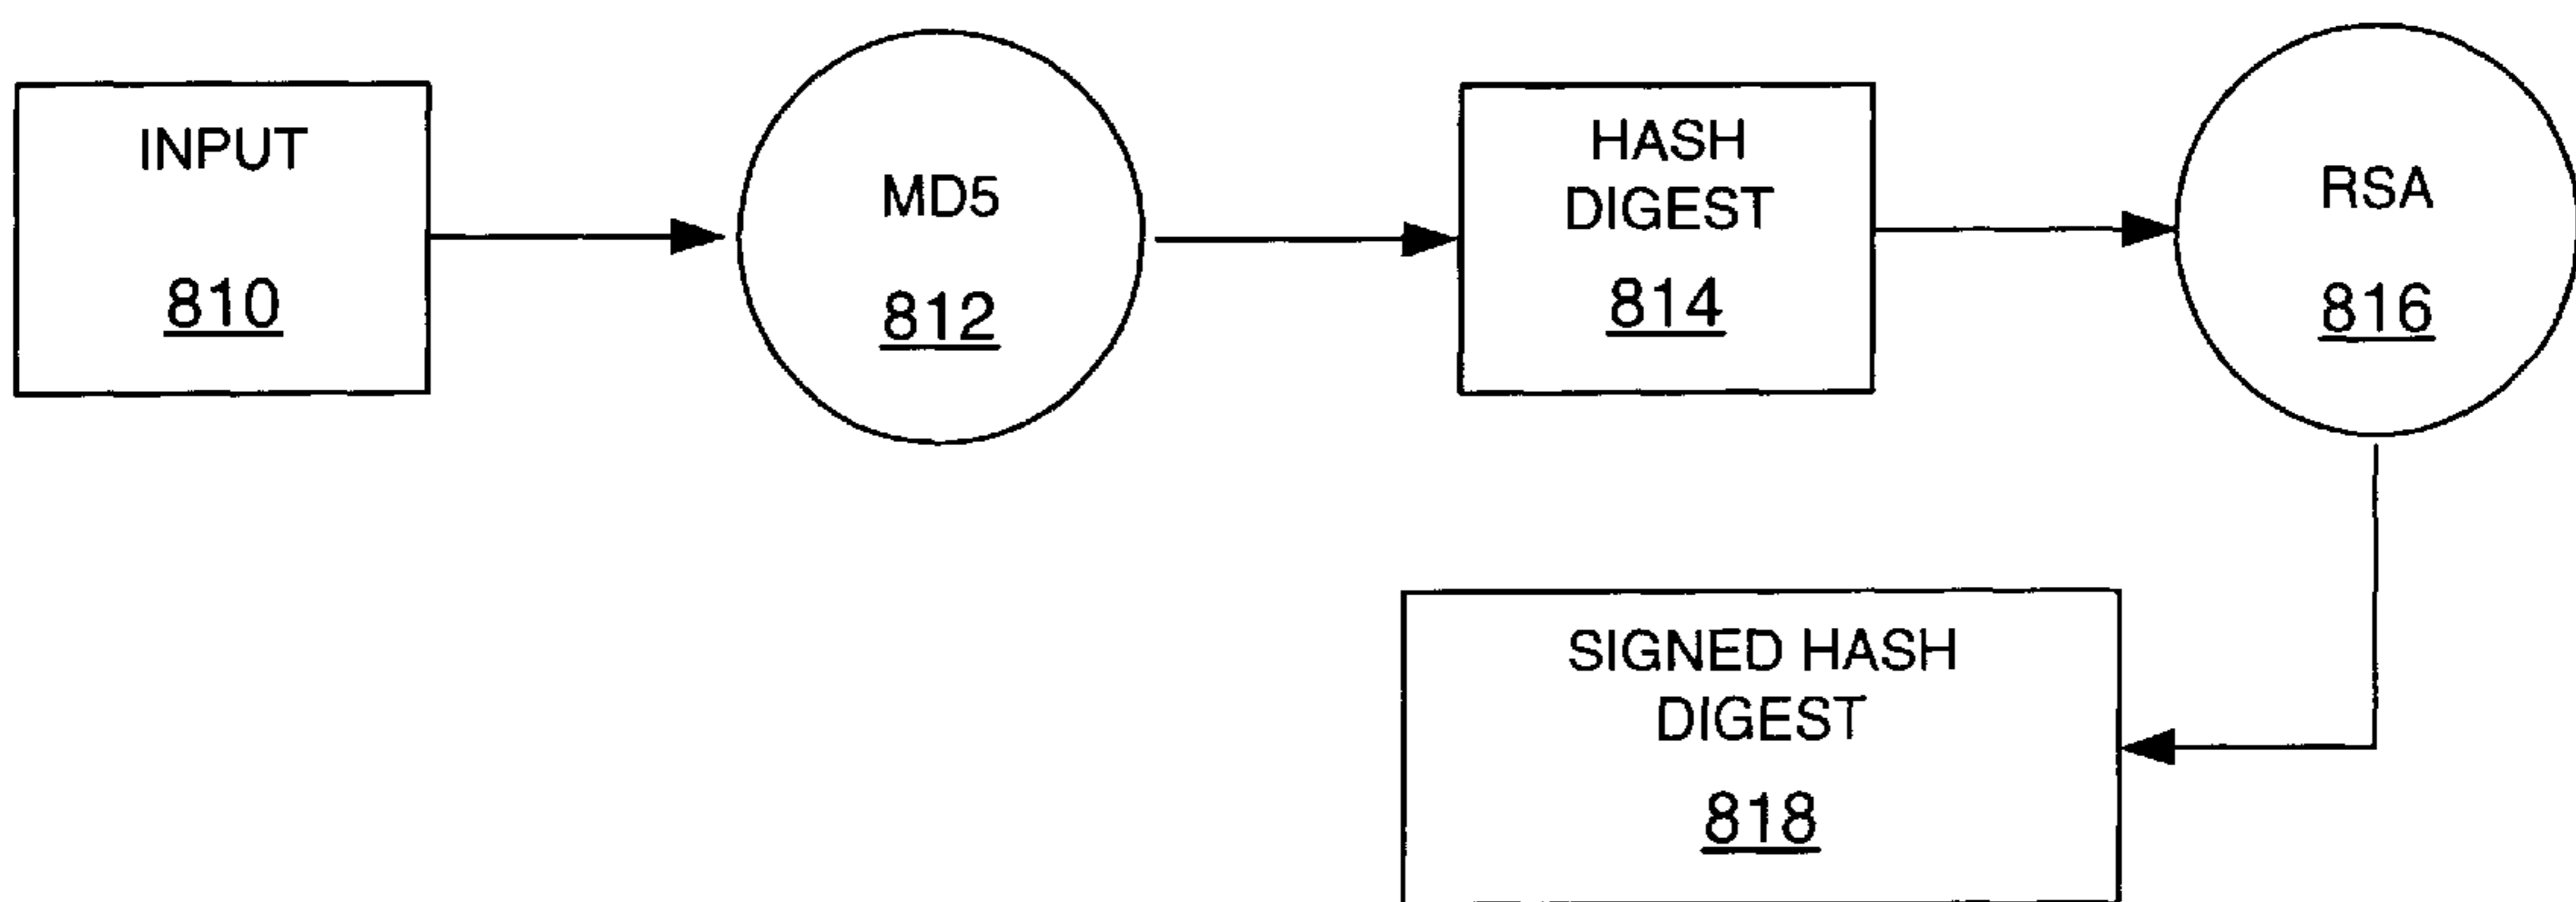 INPUT
810
MD5
812
HASH
DIGEST
814
RSA
816
SIGNED HASH
DIGEST
818